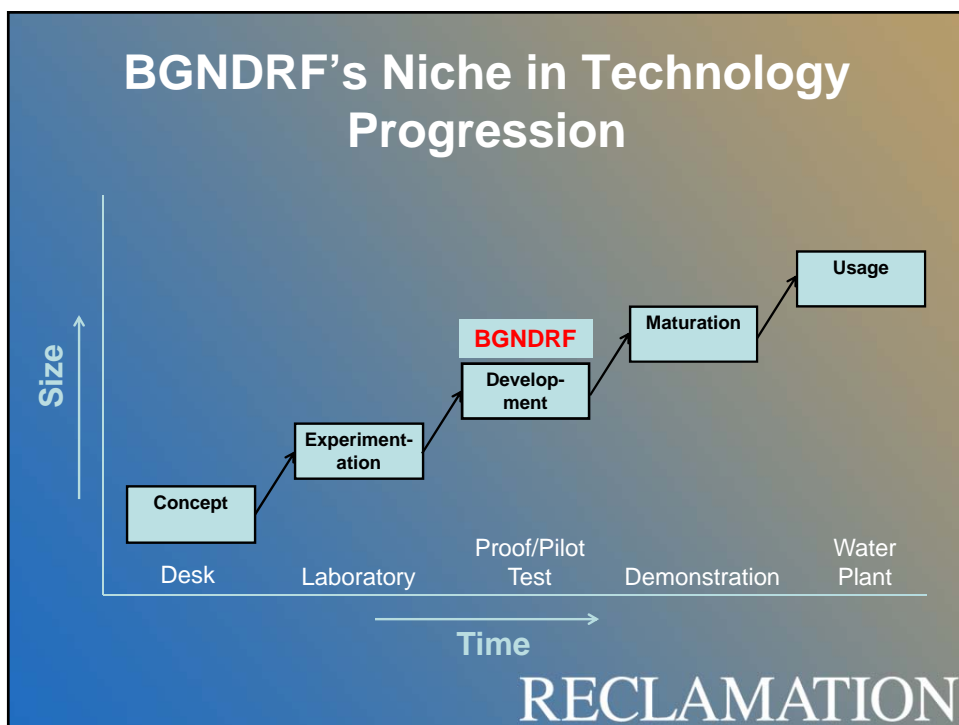 BGNDRF's Niche in Technology
Progression
Usage
Maturation
BGNDRF
Develop-
ment
Experiment-
ation
Concept
Size
Desk
Laboratory
Proof/Pilot
Test
Demonstration
Water
Plant
Time
RECLAMATION